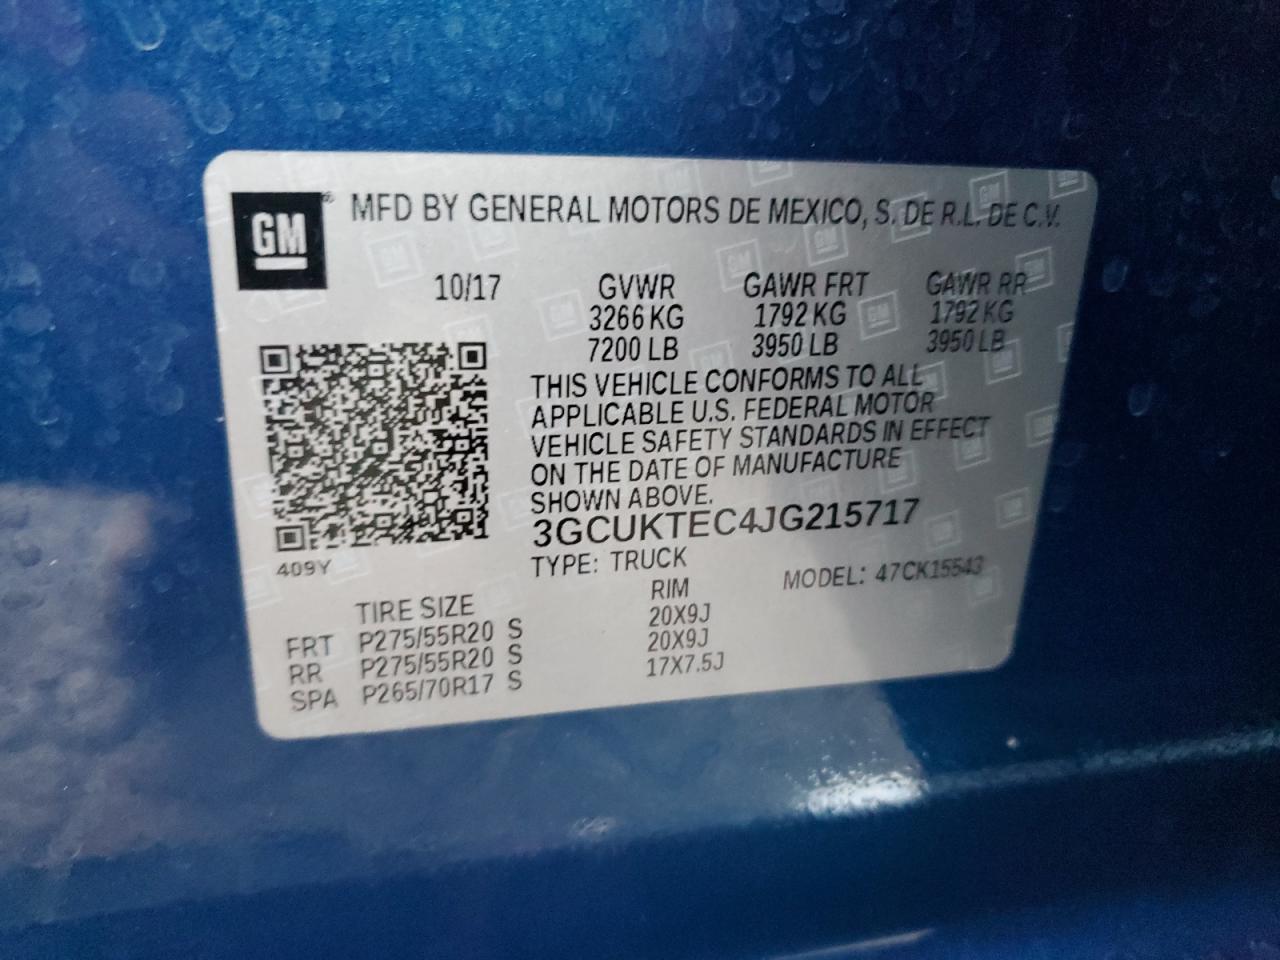 GM® MFD BY GENERAL MOTORS DE MEXICO, S. DE R.L. DE C.V.
10/17 GVWR GAWR FRT GAWR RR
3266 KG 1792 KG 1792 KG
7200 LB 3950 LB 3950 LB
THIS VEHICLE CONFORMS TO ALL
APPLICABLE U.S. FEDERAL MOTOR
VEHICLE SAFETY STANDARDS IN EFFECT
ON THE DATE OF MANUFACTURE
SHOWN ABOVE.
3GCUKTEC4JG215717
409Y TYPE: TRUCK MODEL: 47CK15543
TIRE SIZE RIM
FRT P275/55R20 S 20X9J
RR P275/55R20 S 20X9J
SPA P265/70R17 S 17X7.5J